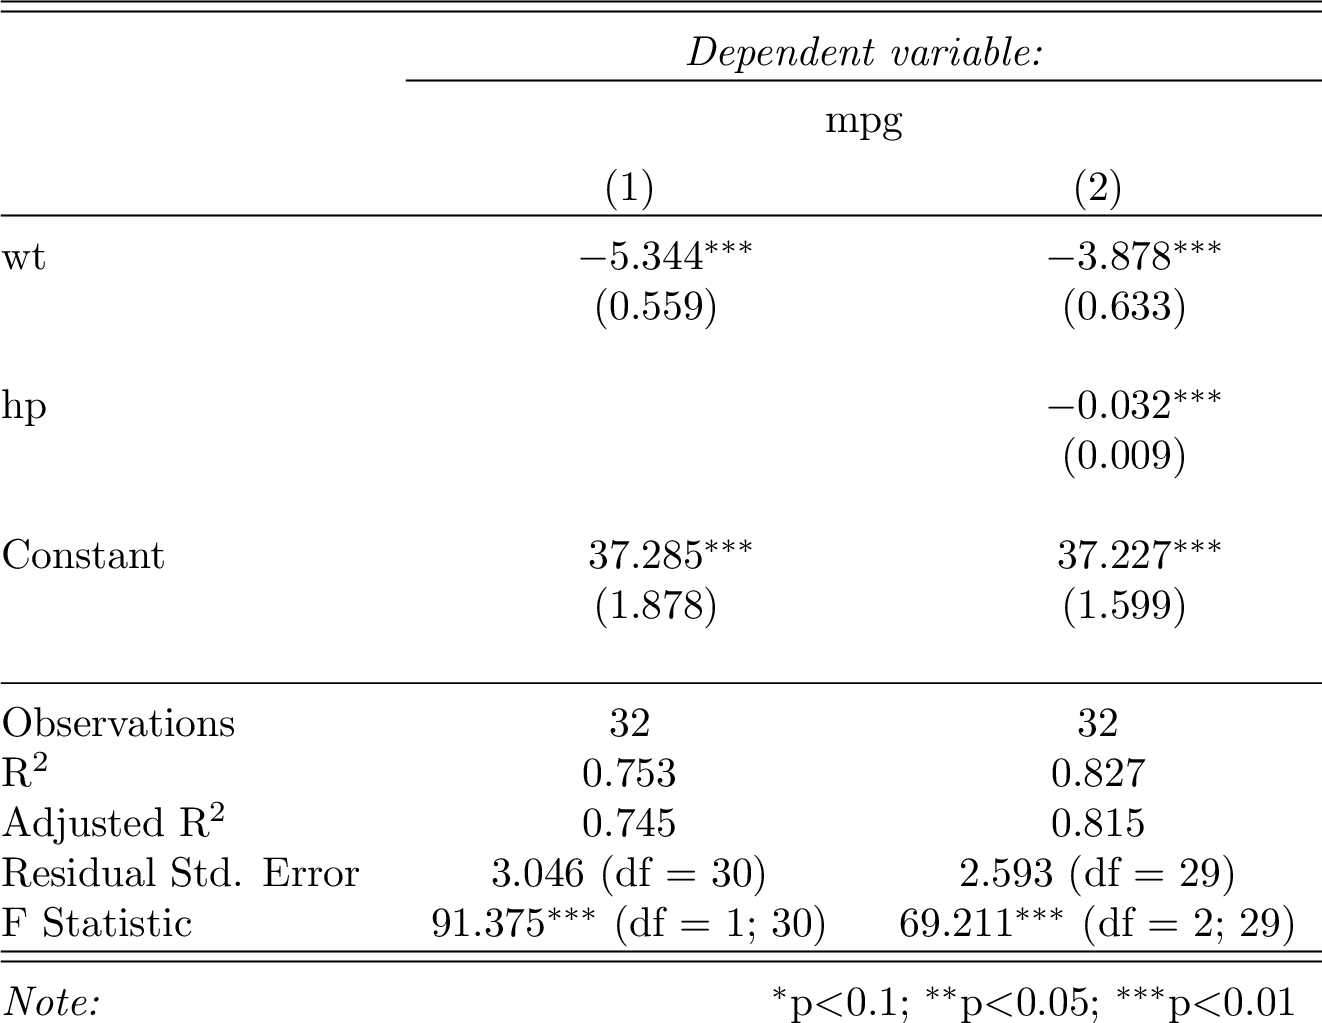 Dependent variable:
mpg
(1) (2)
wt −5.344*** −3.878***
(0.559) (0.633)
hp −0.032***
(0.009)
Constant 37.285*** 37.227***
(1.878) (1.599)
Observations 32 32
R² 0.753 0.827
Adjusted R² 0.745 0.815
Residual Std. Error 3.046 (df = 30) 2.593 (df = 29)
F Statistic 91.375*** (df = 1; 30) 69.211*** (df = 2; 29)
Note: *p<0.1; **p<0.05; ***p<0.01